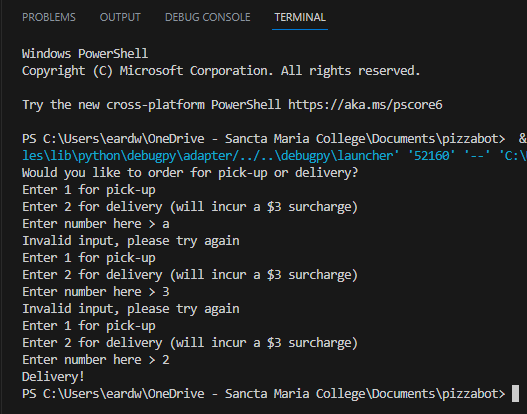 PROBLEMS OUTPUT DEBUG CONSOLE TERMINAL
Windows PowerShell
Copyright (C) Microsoft Corporation. All rights reserved.
Try the new cross-platform PowerShell https://aka.ms/pscore6
PS C:\Users\eardw\OneDrive - Sancta Maria College\Documents\pizzabot> &
les\lib\python\debugpy\adapter/../..\debugpy\launcher' '52160' '--' 'C:\
Would you like to order for pick-up or delivery?
Enter 1 for pick-up
Enter 2 for delivery (will incur a $3 surcharge)
Enter number here > a
Invalid input, please try again
Enter 1 for pick-up
Enter 2 for delivery (will incur a $3 surcharge)
Enter number here > 3
Invalid input, please try again
Enter 1 for pick-up
Enter 2 for delivery (will incur a $3 surcharge)
Enter number here > 2
Delivery!
PS C:\Users\eardw\OneDrive - Sancta Maria College\Documents\pizzabot>